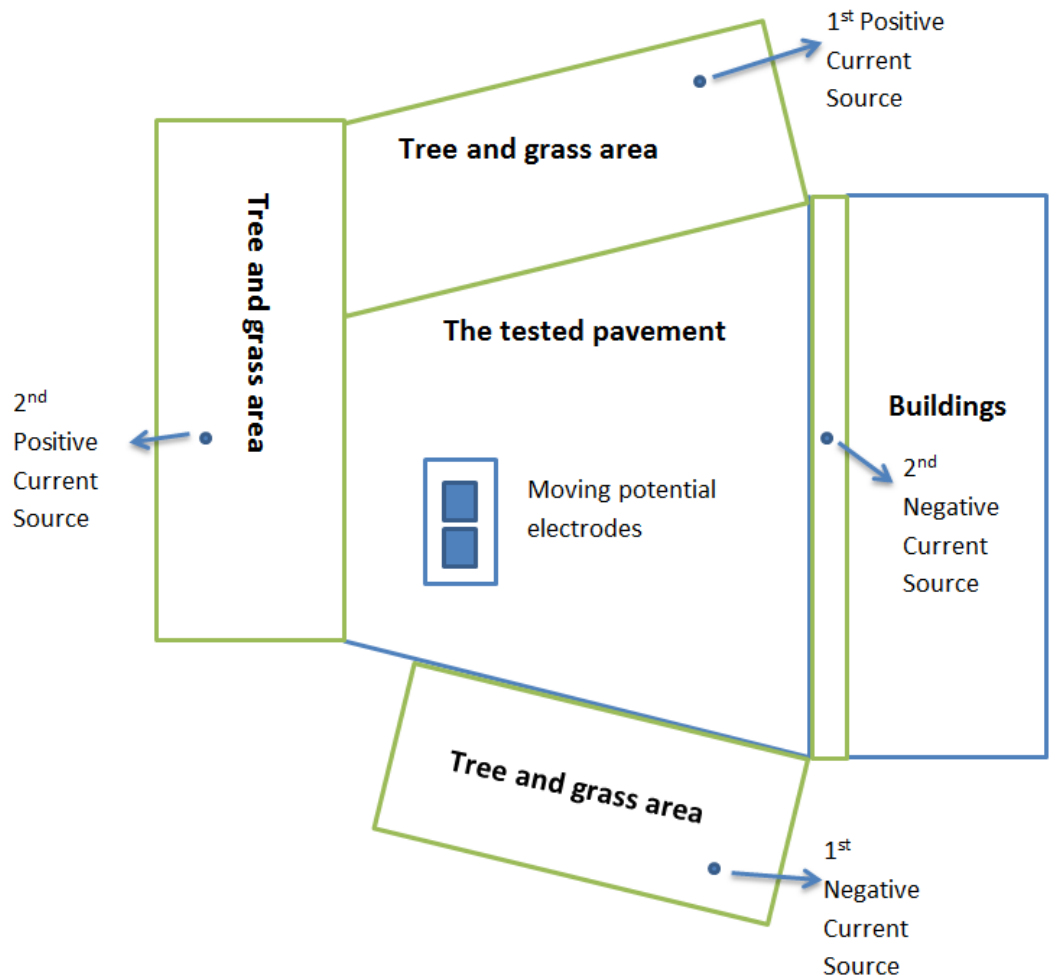 1st Positive
Current
Source
Tree and grass area
Tree and grass area
The tested pavement
Buildings
2nd
Positive
Current
Source
Moving potential
electrodes
2nd
Negative
Current
Source
Tree and grass area
1st
Negative
Current
Source